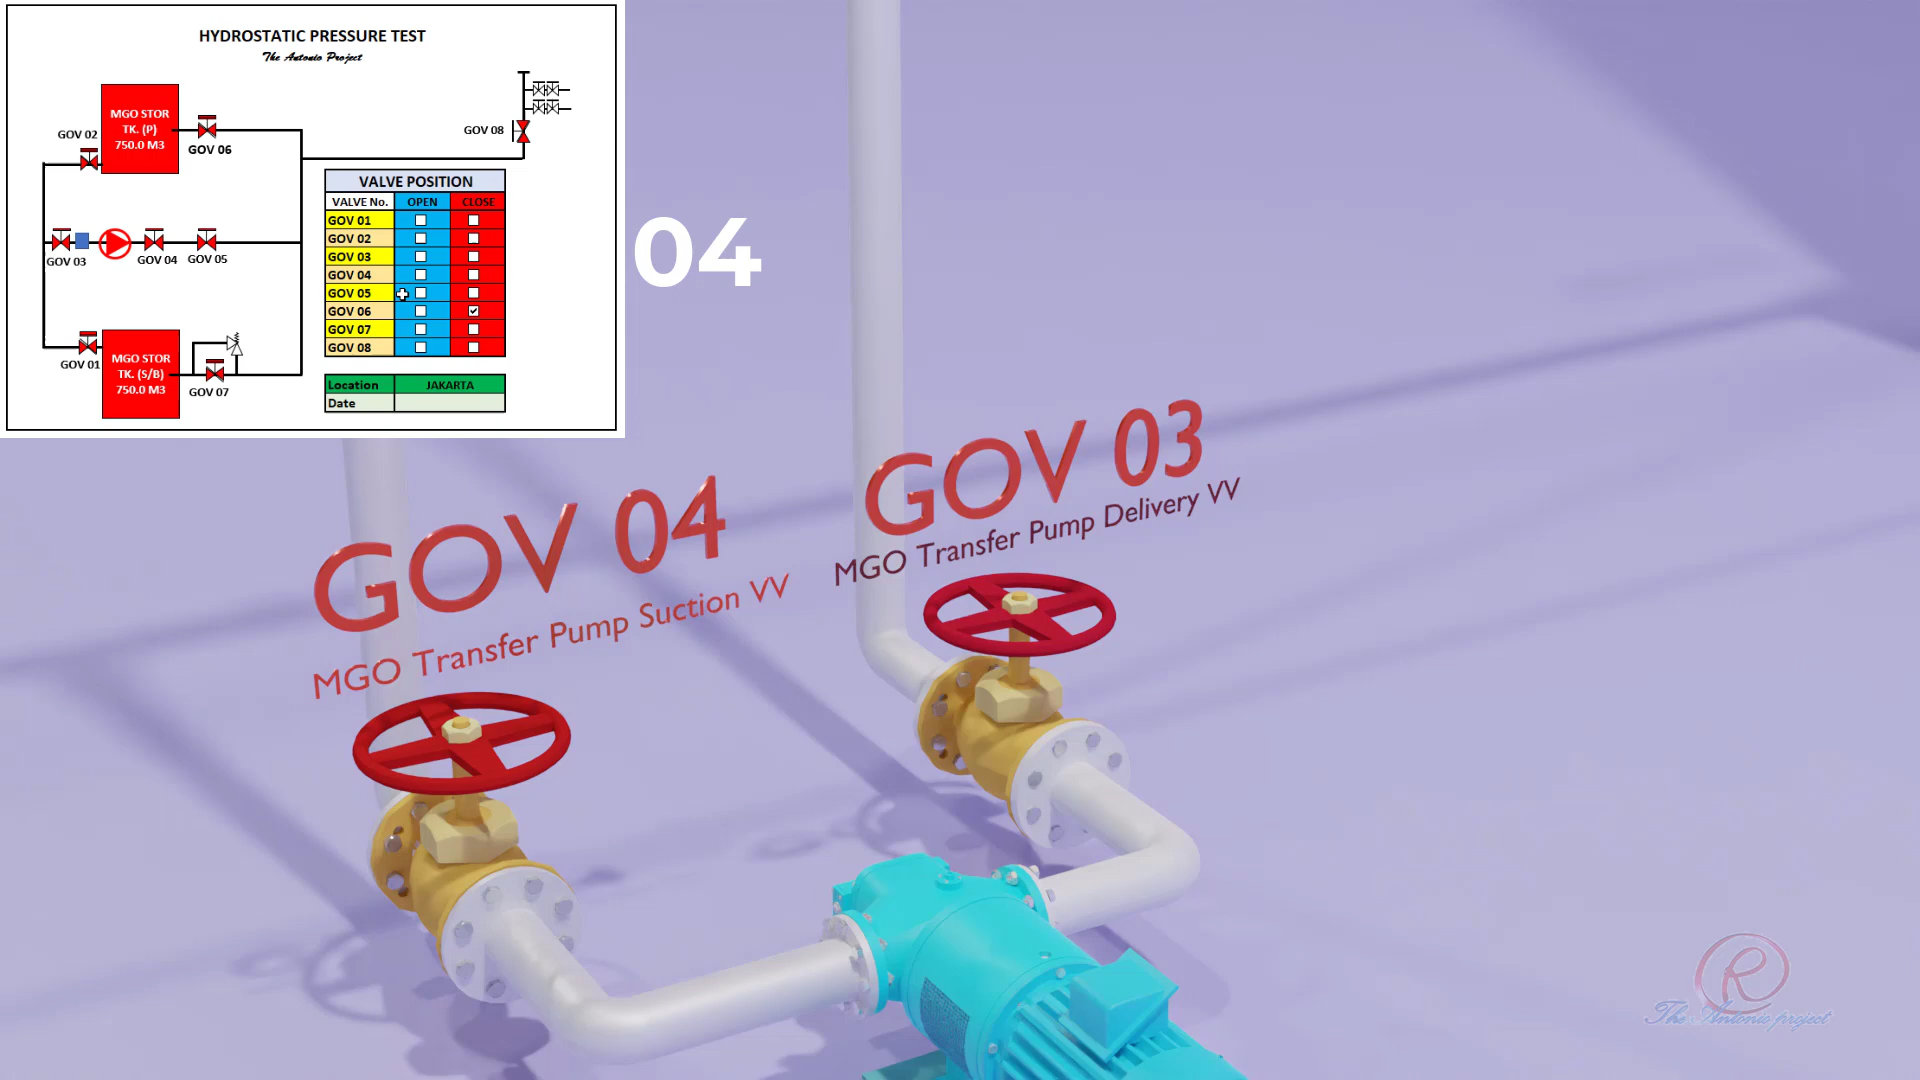 HYDROSTATIC PRESSURE TEST
The Antonio Project
MGO STOR
TK. (P)
750.0 M3
GOV 02
GOV 06
GOV 08
GOV 03
GOV 04
GOV 05
GOV 01
MGO STOR
TK. (S/B)
750.0 M3
GOV 07
VALVE POSITION
VALVE No. OPEN CLOSE
GOV 01
GOV 02
GOV 03
GOV 04
GOV 05
GOV 06
GOV 07
GOV 08
Location JAKARTA
Date
04
GOV 04
MGO Transfer Pump Suction VV
GOV 03
MGO Transfer Pump Delivery VV
R
The Antonio project